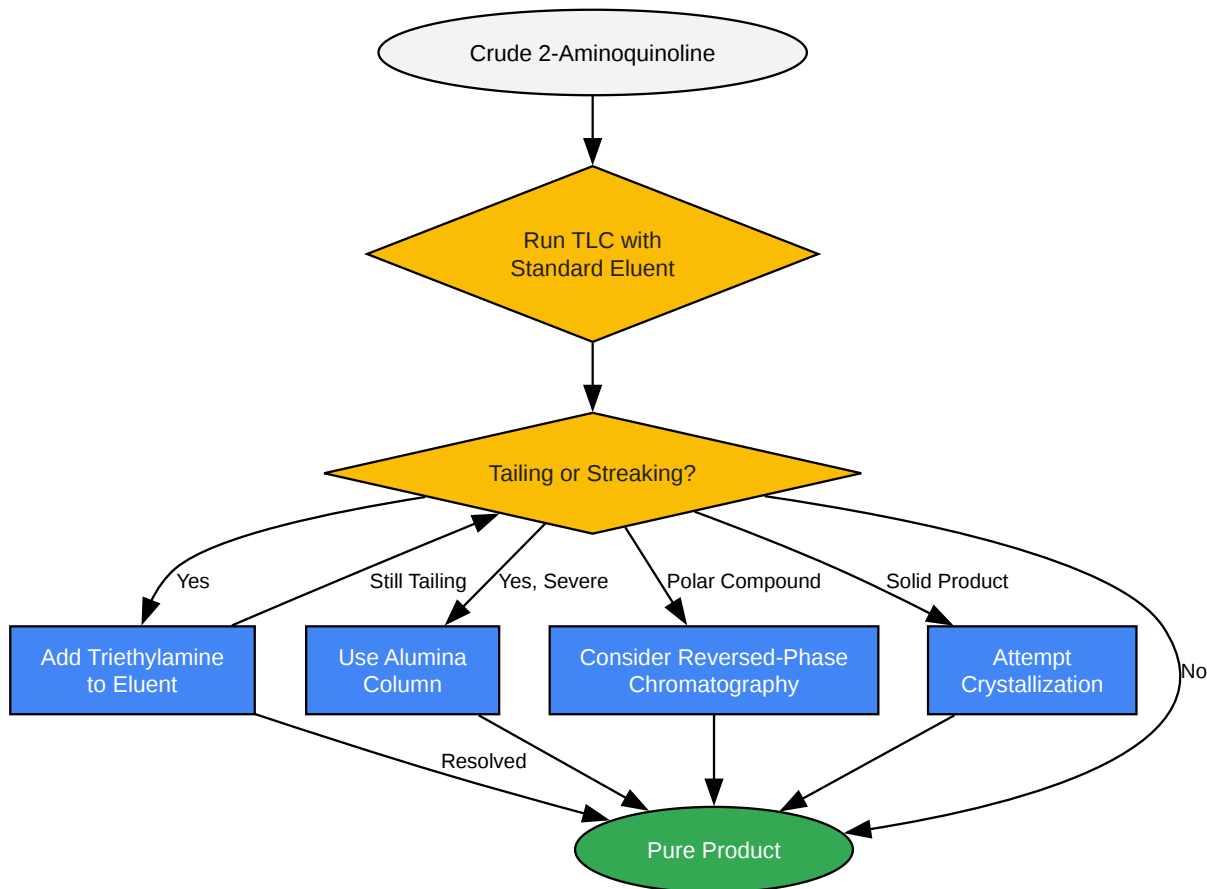 Crude 2-Aminoquinoline
Run TLC with
Standard Eluent
Tailing or Streaking?
Yes
Still Tailing
Yes, Severe
Polar Compound
Solid Product
No
Add Triethylamine
to Eluent
Use Alumina
Column
Consider Reversed-Phase
Chromatography
Attempt
Crystallization
Resolved
Pure Product